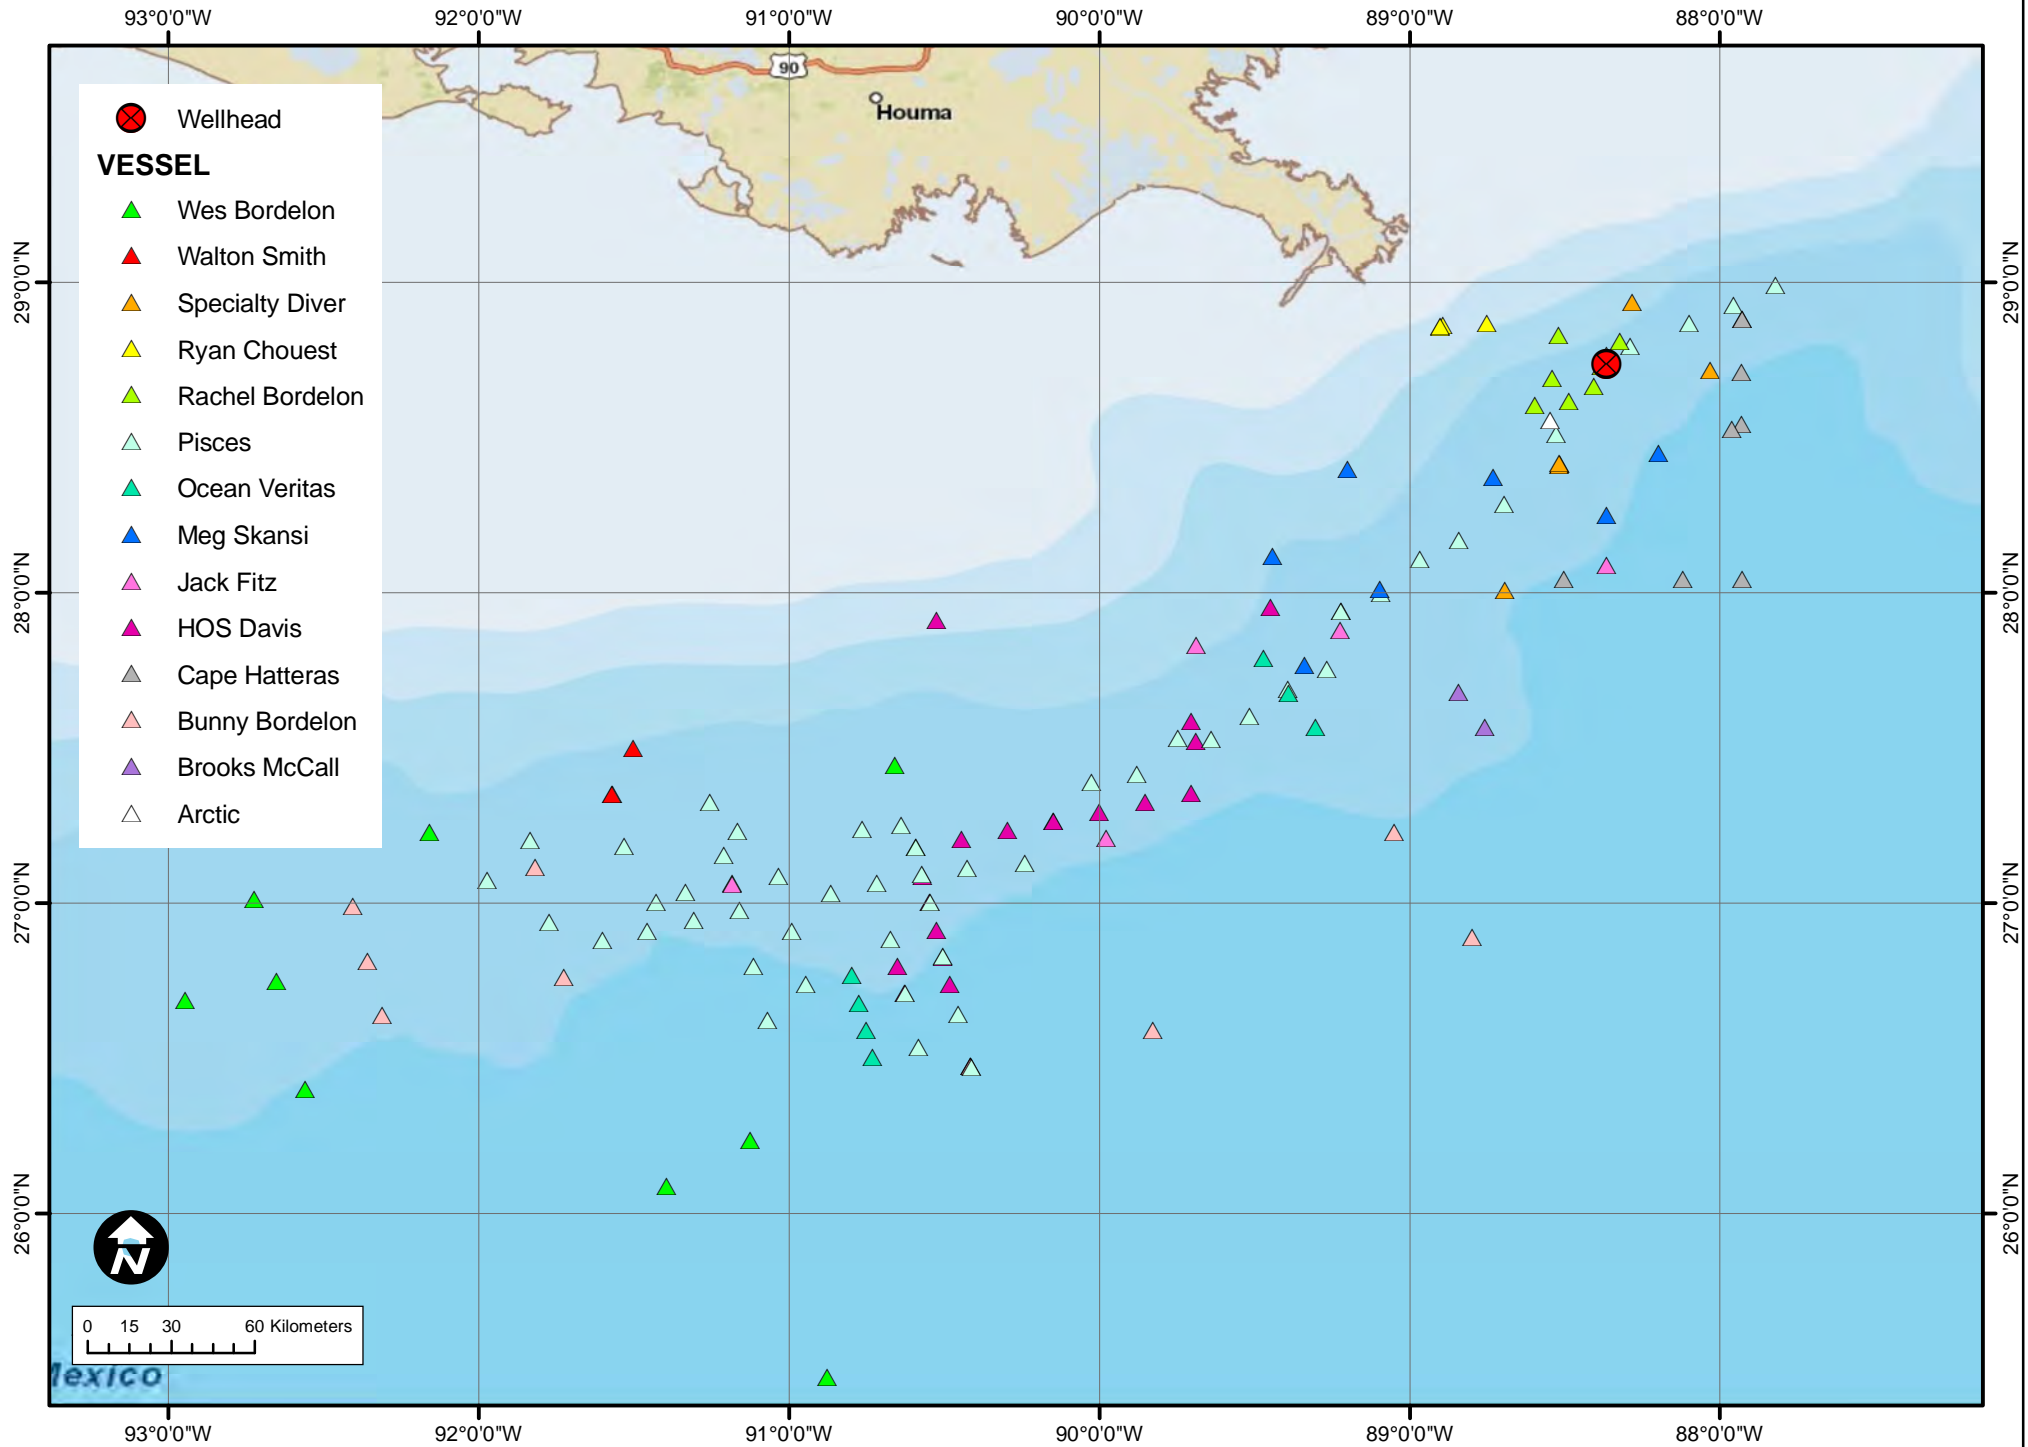 93°0'0"W 92°0'0"W 91°0'0"W 90°0'0"W 89°0'0"W 88°0'0"W
90
Houma
Wellhead
VESSEL
Wes Bordelon
Walton Smith
Specialty Diver
Ryan Chouest
Rachel Bordelon
Pisces
Ocean Veritas
Meg Skansi
Jack Fitz
HOS Davis
Cape Hatteras
Bunny Bordelon
Brooks McCall
Arctic
29°0'0"N
28°0'0"N
27°0'0"N
26°0'0"N
29°0'0"N
28°0'0"N
27°0'0"N
26°0'0"N
N
0 15 30 60 Kilometers
Mexico
93°0'0"W 92°0'0"W 91°0'0"W 90°0'0"W 89°0'0"W 88°0'0"W